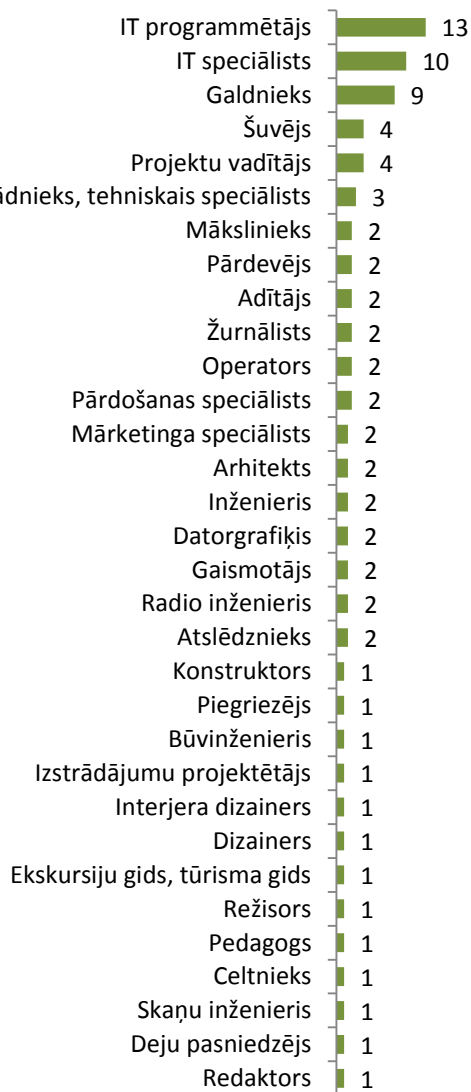 IT programmētājs 13
IT speciālists 10
Galdnieks 9
Šuvējs 4
Projektu vadītājs 4
tehniskais speciālists 3
Mākslinieks 2
Pārdevējs 2
Adītājs 2
Žurnālists 2
Operators 2
Pārdošanas speciālists 2
Mārketinga speciālists 2
Arhitekts 2
Inženieris 2
Datorgrafiķis 2
Gaismotājs 2
Radio inženieris 2
Atslēdznieks 2
Konstruktors 1
Piegriezējs 1
Būvinženieris 1
Izstrādājumu projektētājs 1
Interjera dizainers 1
Dizainers 1
Ekskursiju gids, tūrisma gids 1
Režisors 1
Pedagogs 1
Celtnieks 1
Skaņu inženieris 1
Deju pasniedzējs 1
Redaktors 1